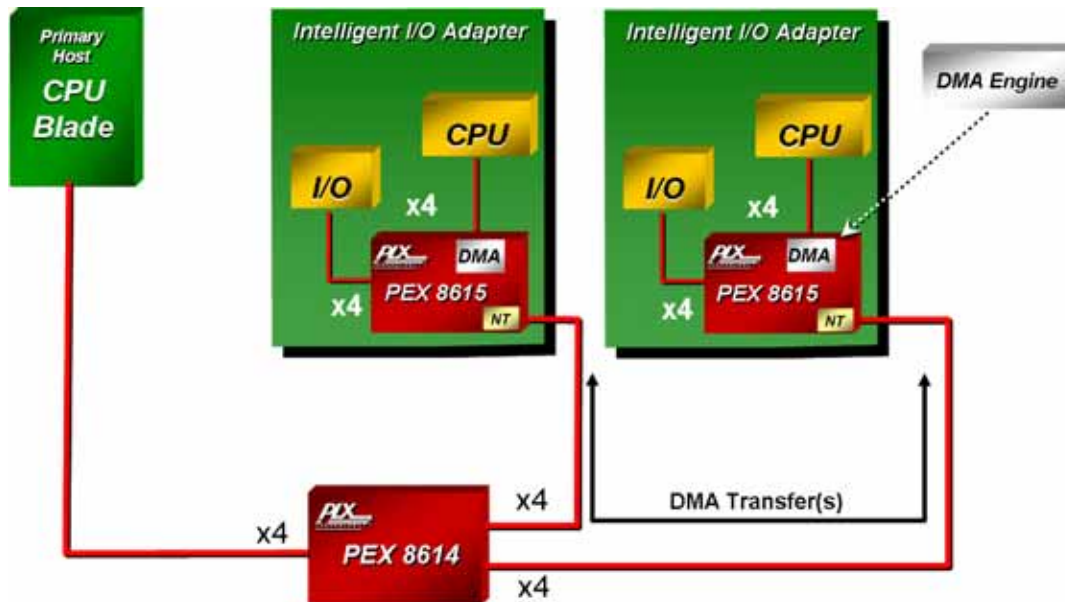 Primary
Host
CPU
Blade
Intelligent I/O Adapter
CPU
I/O
x4
PLX
DMA
PEX 8615
x4
NT
Intelligent I/O Adapter
CPU
I/O
x4
PLX
DMA
PEX 8615
x4
NT
DMA Engine
DMA Transfer(s)
x4
PLX
PEX 8614
x4
x4